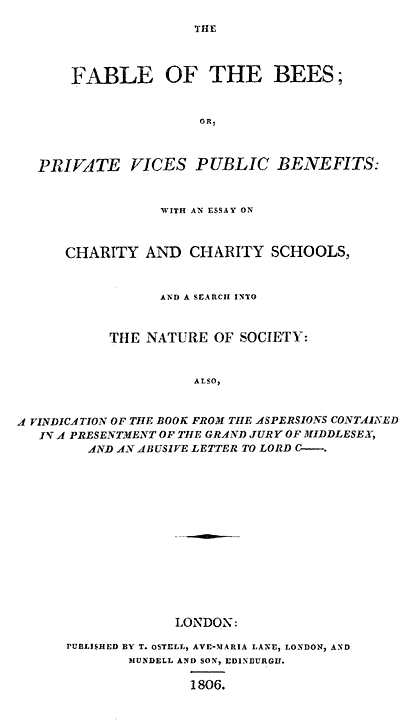 THE
FABLE OF THE BEES;
OR,
PRIVATE VICES PUBLIC BENEFITS:
WITH AN ESSAY ON
CHARITY AND CHARITY SCHOOLS,
AND A SEARCH INTO
THE NATURE OF SOCIETY:
ALSO,
A VINDICATION OF THE BOOK FROM THE ASPERSIONS CONTAINED
IN A PRESENTMENT OF THE GRAND JURY OF MIDDLESEX,
AND AN ABUSIVE LETTER TO LORD C——.
LONDON:
PUBLISHED BY T. OSTELL, AVE-MARIA LANE, LONDON, AND
MUNDELL AND SON, EDINBURGH.
1806.